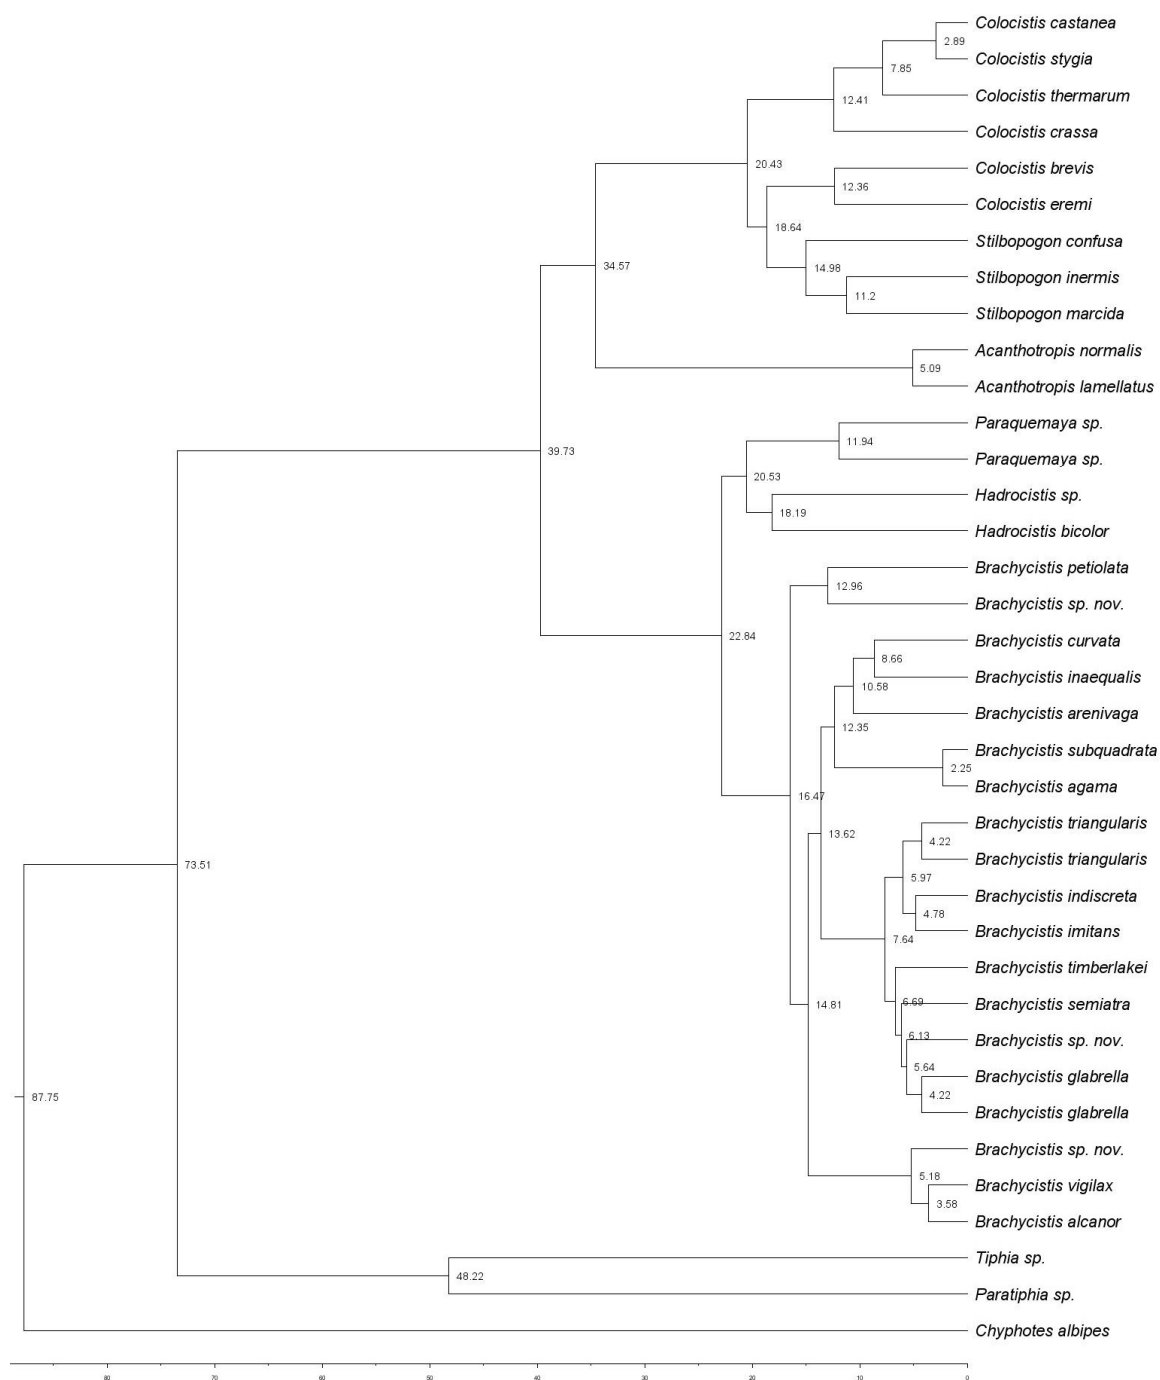 Colocistis castanea
2.89
Colocistis stygia
7.85
Colocistis thermarum
12.41
Colocistis crassa
20.43
Colocistis brevis
12.36
Colocistis eremi
18.64
Stilbopogon confusa
14.98
34.57
Stilbopogon inermis
11.2
Stilbopogon marcida
Acanthotropis normalis
5.09
Acanthotropis lamellatus
Paraquemaya sp.
11.94
39.73
Paraquemaya sp.
20.53
Hadrocistis sp.
18.19
Hadrocistis bicolor
Brachycistis petiolata
12.96
Brachycistis sp. nov.
22.84
Brachycistis curvata
8.66
Brachycistis inaequalis
10.58
Brachycistis arenivaga
12.35
Brachycistis subquadrata
2.25
Brachycistis agama
16.47
Brachycistis triangularis
13.62
4.22
Brachycistis triangularis
73.51
5.97
Brachycistis indiscreta
4.78
Brachycistis imitans
7.64
Brachycistis timberlakei
6.69
Brachycistis semiatra
14.81
6.13
Brachycistis sp. nov.
5.64
Brachycistis glabrella
4.22
87.75
Brachycistis glabrella
Brachycistis sp. nov.
5.18
Brachycistis vigilax
3.58
Brachycistis alcanor
Tiphia sp.
48.22
Paratiphia sp.
Chyphotes albipes
80 70 60 50 40 30 20 10 0